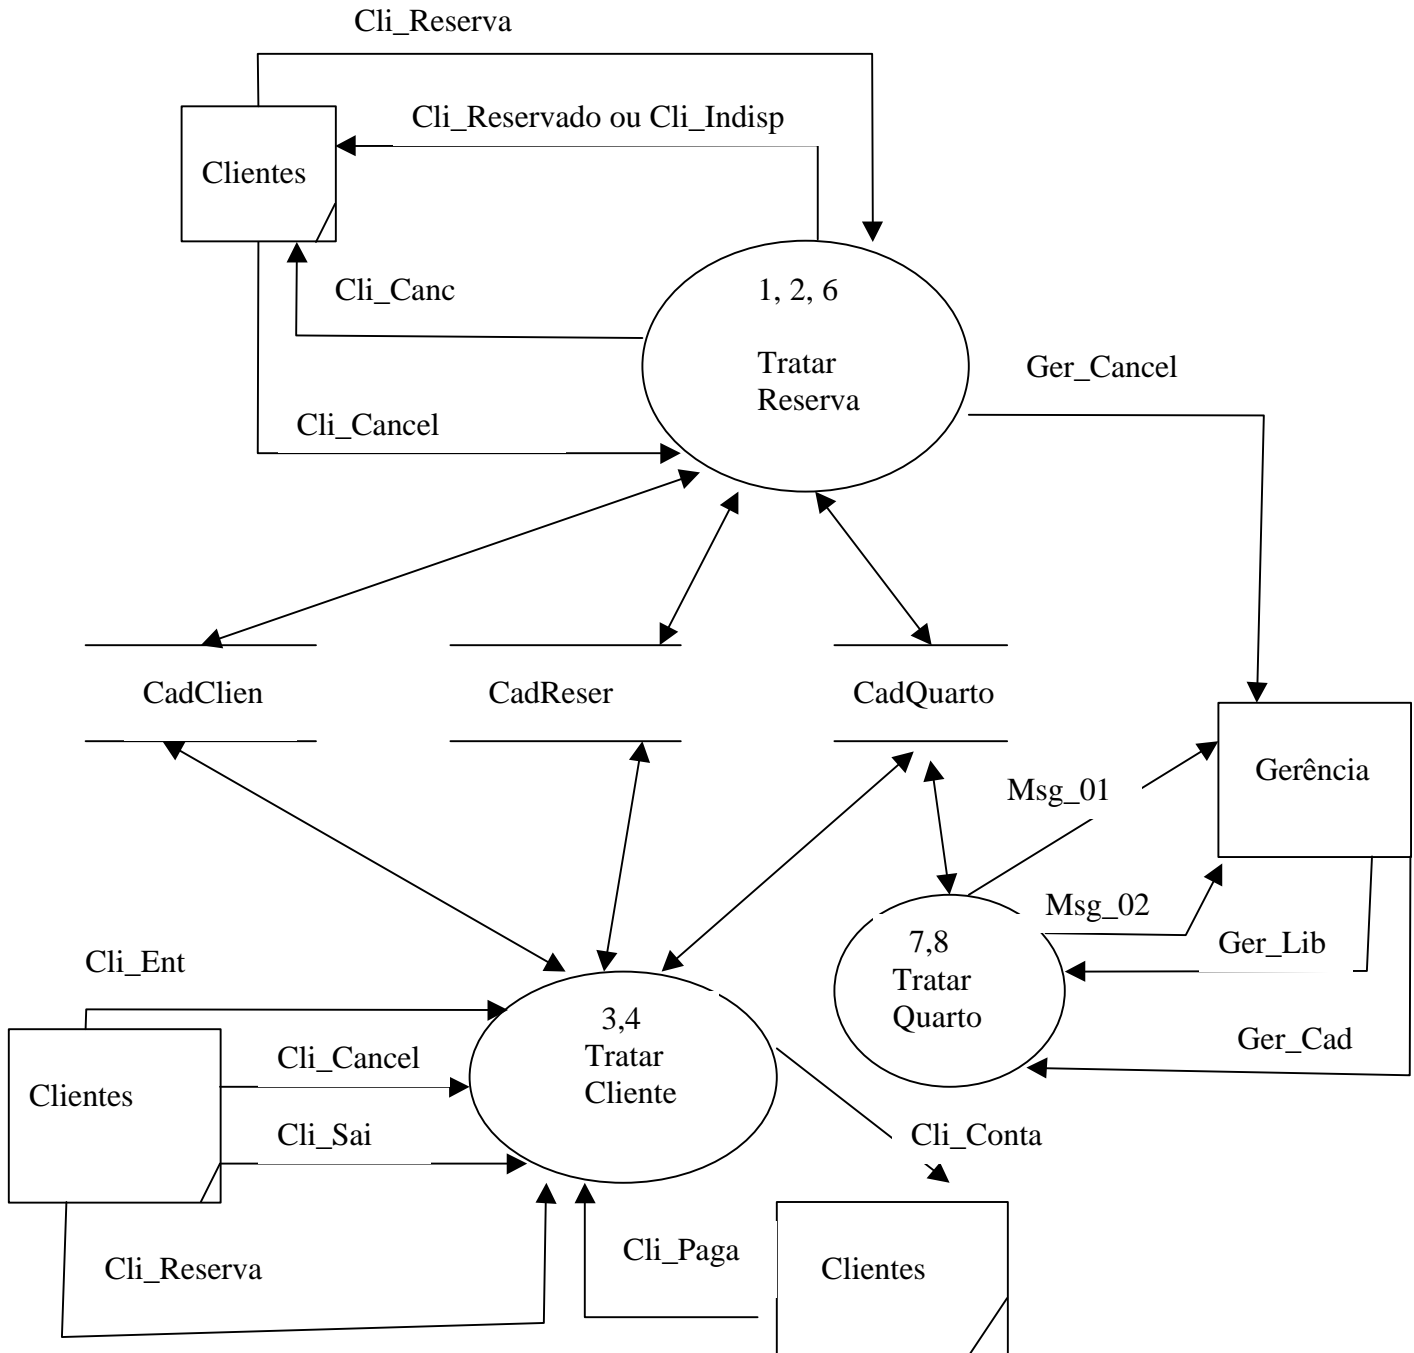 Cli_Reserva
Cli_Reservado ou Cli_Indisp
Clientes
Cli_Canc
1, 2, 6
Tratar
Reserva
Ger_Cancel
Cli_Cancel
CadClien
CadReser
CadQuarto
Gerência
Msg_01
Msg_02
7,8
Tratar
Quarto
Ger_Lib
Ger_Cad
Cli_Ent
3,4
Tratar
Cliente
Cli_Cancel
Clientes
Cli_Sai
Cli_Conta
Cli_Reserva
Cli_Paga
Clientes